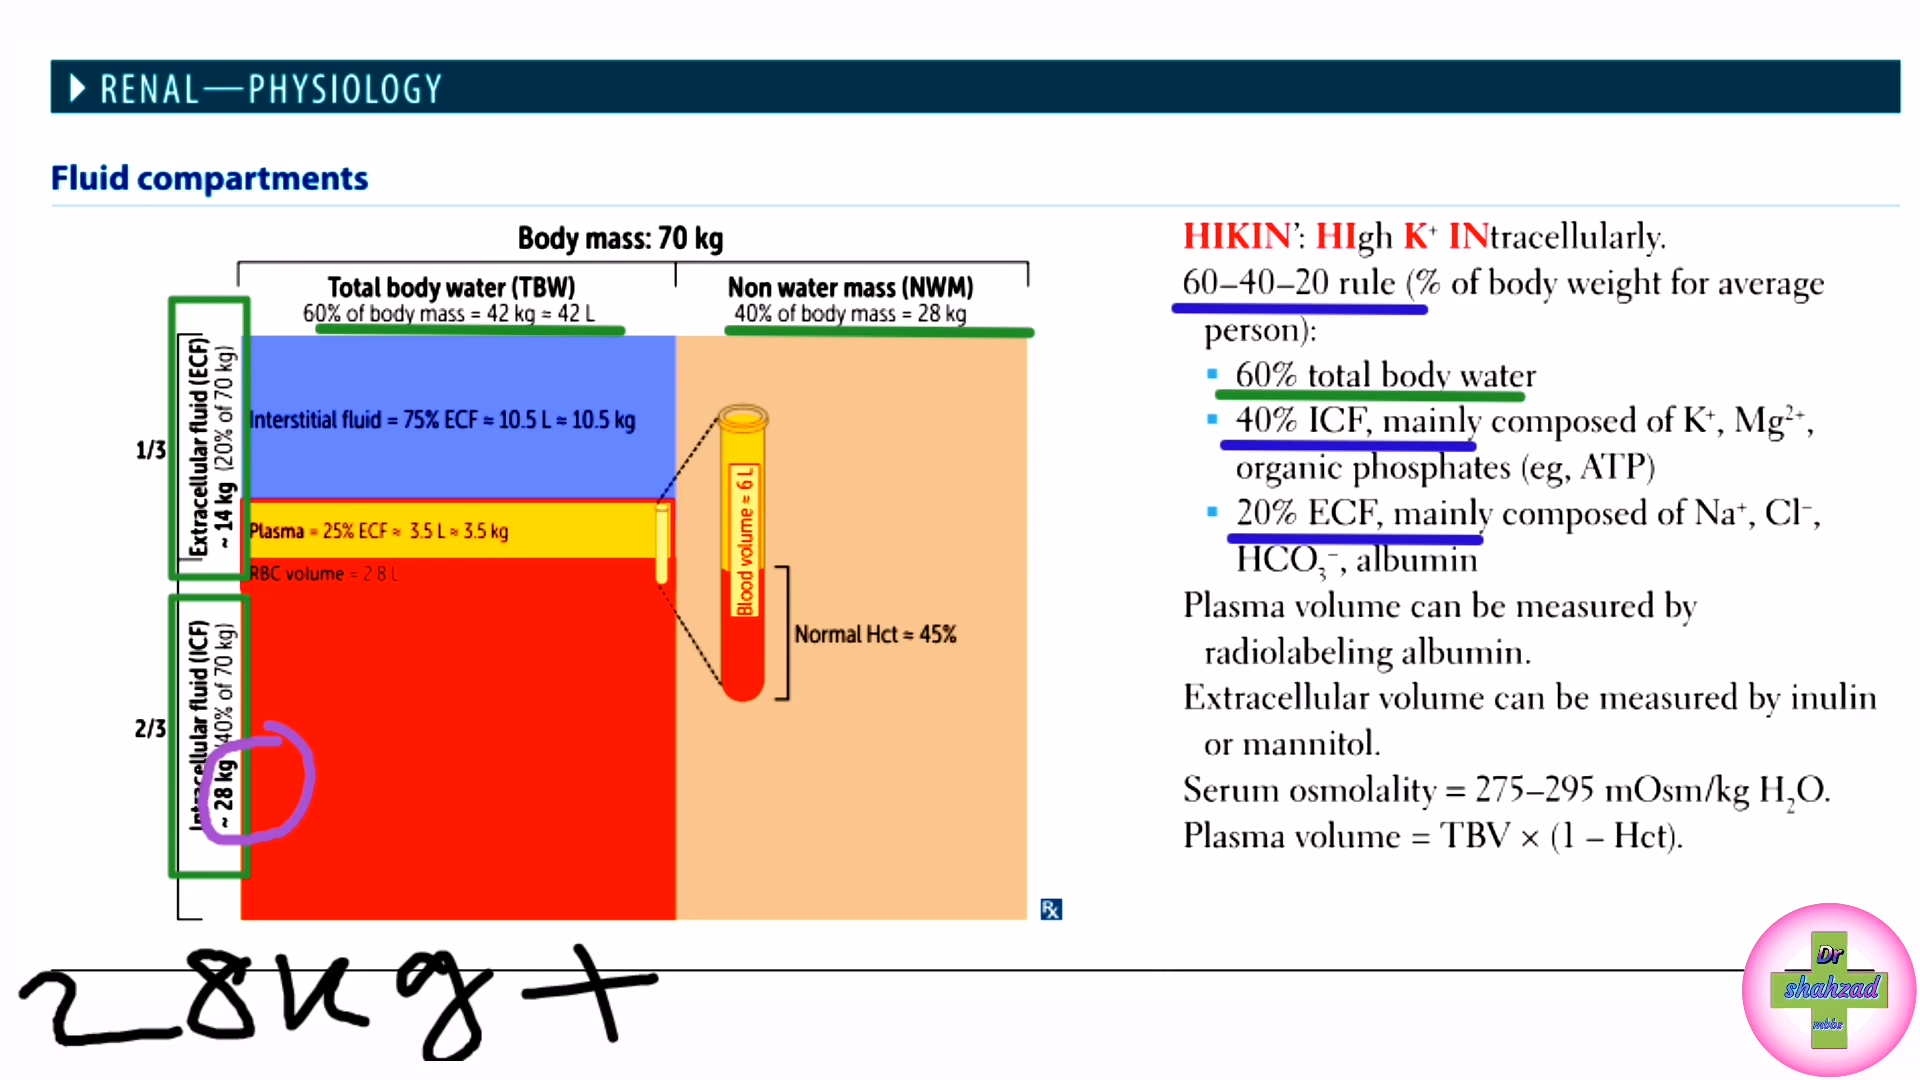 RENAL—PHYSIOLOGY
Fluid compartments
Body mass: 70 kg
Total body water (TBW)
60% of body mass = 42 kg ≈ 42 L
Non water mass (NWM)
40% of body mass = 28 kg
1/3
Extracellular fluid (ECF)
~ 14 kg (20% of 70 kg)
Interstitial fluid = 75% ECF ≈ 10.5 L ≈ 10.5 kg
Plasma = 25% ECF ≈ 3.5 L ≈ 3.5 kg
RBC volume = 2.8 L
Blood volume ≈ 6 L
Normal Hct ≈ 45%
2/3
Intracellular fluid (ICF)
~ 28 kg (40% of 70 kg)
Rx
HIKIN’: HIgh K⁺ INtracellularly.
60–40–20 rule (% of body weight for average
person):
▪ 60% total body water
▪ 40% ICF, mainly composed of K⁺, Mg²⁺,
organic phosphates (eg, ATP)
▪ 20% ECF, mainly composed of Na⁺, Cl⁻,
HCO₃⁻, albumin
Plasma volume can be measured by
radiolabeling albumin.
Extracellular volume can be measured by inulin
or mannitol.
Serum osmolality = 275–295 mOsm/kg H₂O.
Plasma volume = TBV × (1 – Hct).
28kg+
Dr
shahzad
mbbs